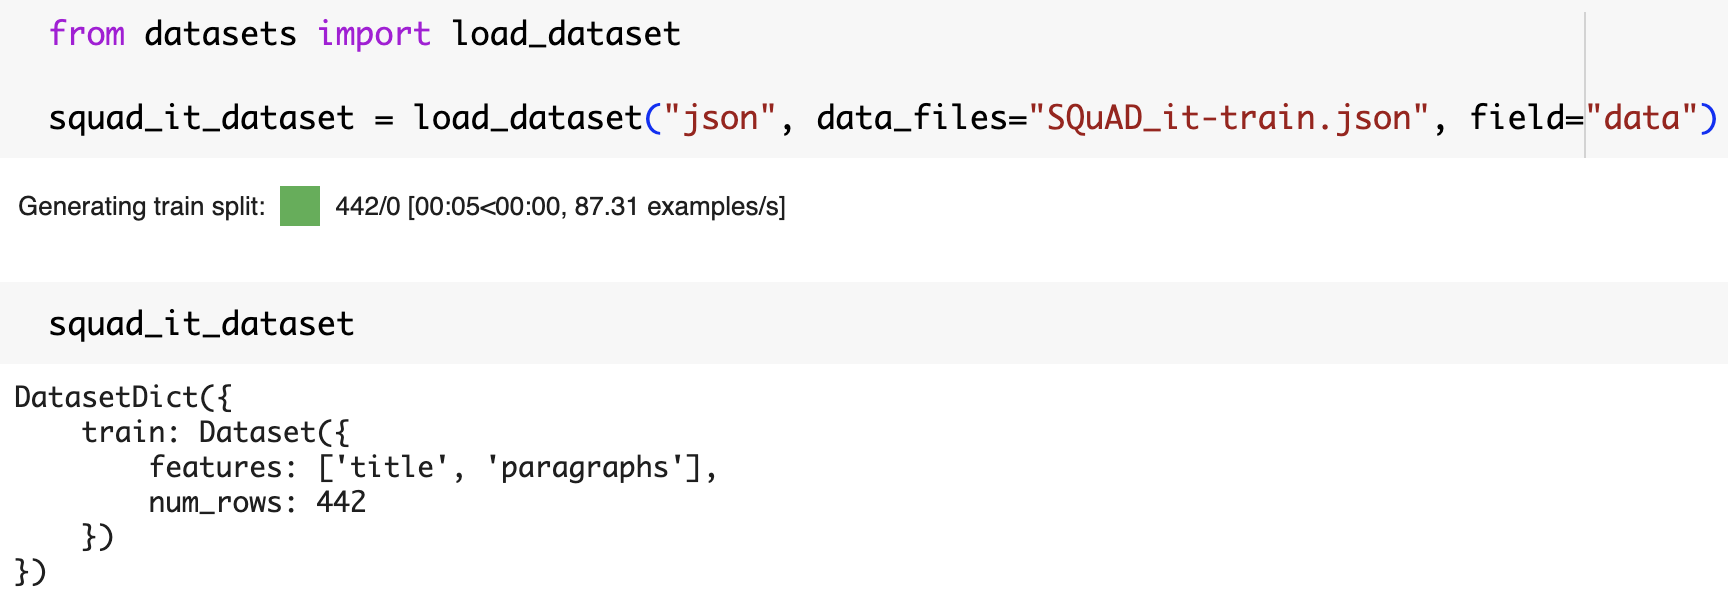 from datasets import load_dataset
squad_it_dataset = load_dataset("json", data_files="SQuAD_it-train.json", field="data")
Generating train split: 442/0 [00:05<00:00, 87.31 examples/s]
squad_it_dataset
DatasetDict({
    train: Dataset({
        features: ['title', 'paragraphs'],
        num_rows: 442
    })
})